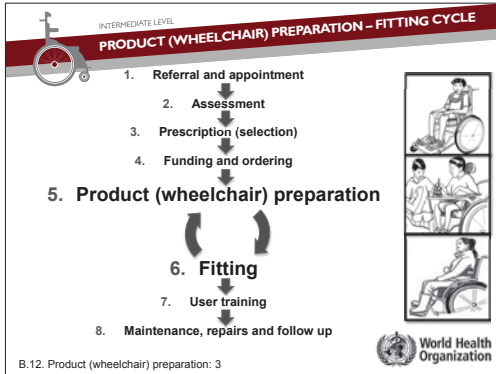 INTERMEDIATE LEVEL
PRODUCT (WHEELCHAIR) PREPARATION – FITTING CYCLE
1. Referral and appointment
2. Assessment
3. Prescription (selection)
4. Funding and ordering
5. Product (wheelchair) preparation
6. Fitting
7. User training
8. Maintenance, repairs and follow up
World Health
Organization
B.12. Product (wheelchair) preparation: 3